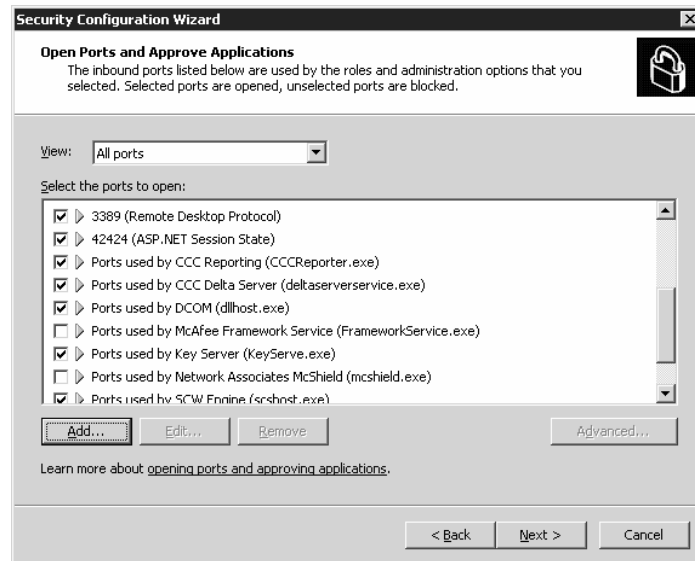 Security Configuration Wizard
Open Ports and Approve Applications
The inbound ports listed below are used by the roles and administration options that you
selected. Selected ports are opened, unselected ports are blocked.
View: All ports
Select the ports to open:
3389 (Remote Desktop Protocol)
42424 (ASP.NET Session State)
Ports used by CCC Reporting (CCCReporter.exe)
Ports used by CCC Delta Server (deltaserverservice.exe)
Ports used by DCOM (dllhost.exe)
Ports used by McAfee Framework Service (FrameworkService.exe)
Ports used by Key Server (KeyServe.exe)
Ports used by Network Associates McShield (mcshield.exe)
Ports used by SCW Engine (scshost.exe)
Add... Edit... Remove Advanced...
Learn more about opening ports and approving applications.
< Back Next > Cancel